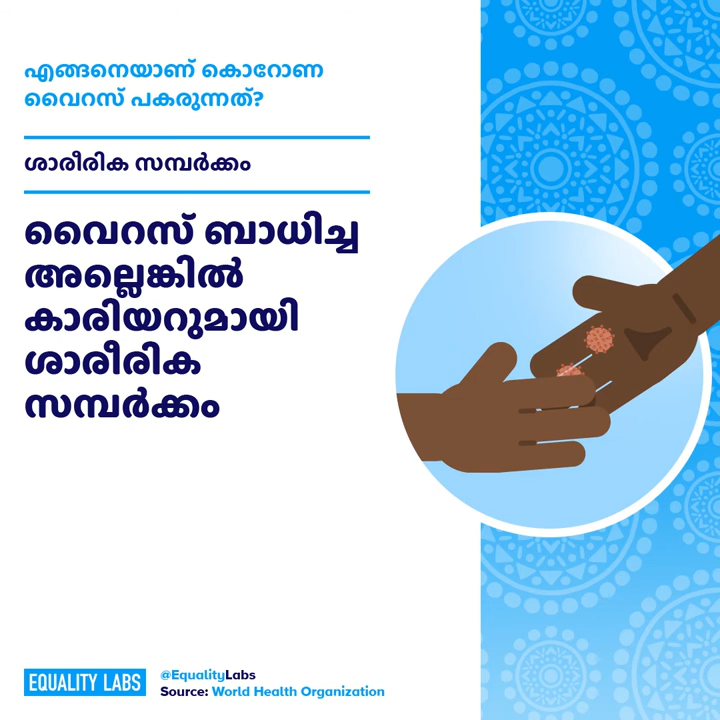 എങ്ങനെയാണ് കൊറോണ
വൈറസ് പകരുന്നത്?
ശാരീരിക സമ്പർക്കം
വൈറസ് ബാധിച്ച
അല്ലെങ്കിൽ
കാരിയറുമായി
ശാരീരിക
സമ്പർക്കം
EQUALITY LABS
@EqualityLabs
Source: World Health Organization